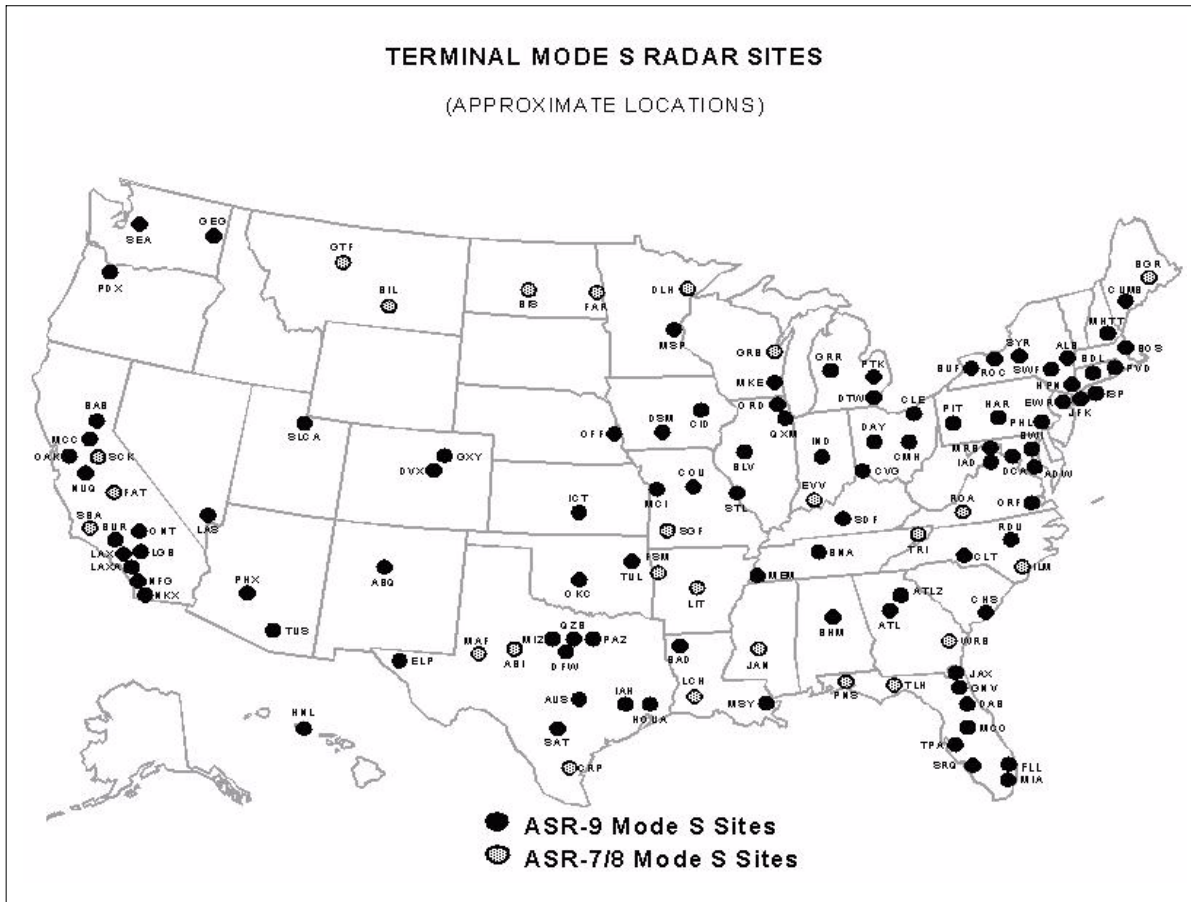 TERMINAL MODE S RADAR SITES
(APPROXIMATE LOCATIONS)
SEA
GEG
PDX
GTF
BIL
BIS
FAR
DLH
MSP
GRB
MKE
GRR
PTK
DTW
ORD
QXM
BGR
CUMB
MHTT
BOS
ALB
BDL
PVD
SYR
SWF
ROC
BUF
HPN
ISP
EWR
JFK
CLE
PIT
HAR
PHL
BWI
MRB
IAD
DCA
ADW
DAY
CMH
CVG
IND
EVV
SDF
ROA
ORF
RDU
TRI
CLT
ILM
BAB
MCC
OAK
SCK
NUQ
FAT
SBA
BUR
ONT
LAX
LGB
LAXA
NFG
NKX
LAS
SLCA
DVX
GXY
OFF
DSM
CID
BLV
COU
MCI
STL
SGF
ICT
PHX
TUS
ABQ
ELP
OKC
TUL
FSM
LIT
MEM
BNA
ATLZ
ATL
BHM
CHS
WRB
MAF
ABI
MIZ
QZB
PAZ
DFW
BAD
JAN
LCH
MSY
PNS
TLH
AUS
IAH
HOUA
SAT
CRP
JAX
GNV
DAB
MCO
TPA
SRQ
FLL
MIA
HNL
ASR-9 Mode S Sites
ASR-7/8 Mode S Sites